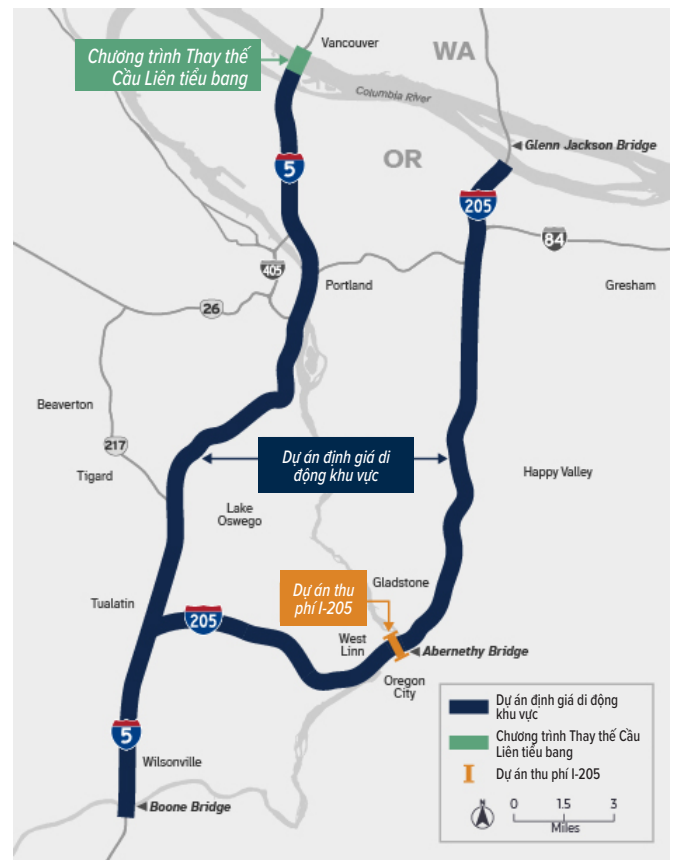 Chương trình Thay thế
Cầu Liên tiểu bang
Vancouver
WA
Columbia River
OR
Glenn Jackson Bridge
5
205
84
405
Portland
Gresham
26
Beaverton
217
Tigard
Dự án định giá di
động khu vực
Happy Valley
Lake
Oswego
Dự án thu
phí I-205
Gladstone
Tualatin
205
West
Linn
Abernethy Bridge
Oregon
City
5
Wilsonville
Boone Bridge
Dự án định giá di động
khu vực
Chương trình Thay thế Cầu
Liên tiểu bang
Dự án thu phí I-205
N
0 1.5 3
Miles